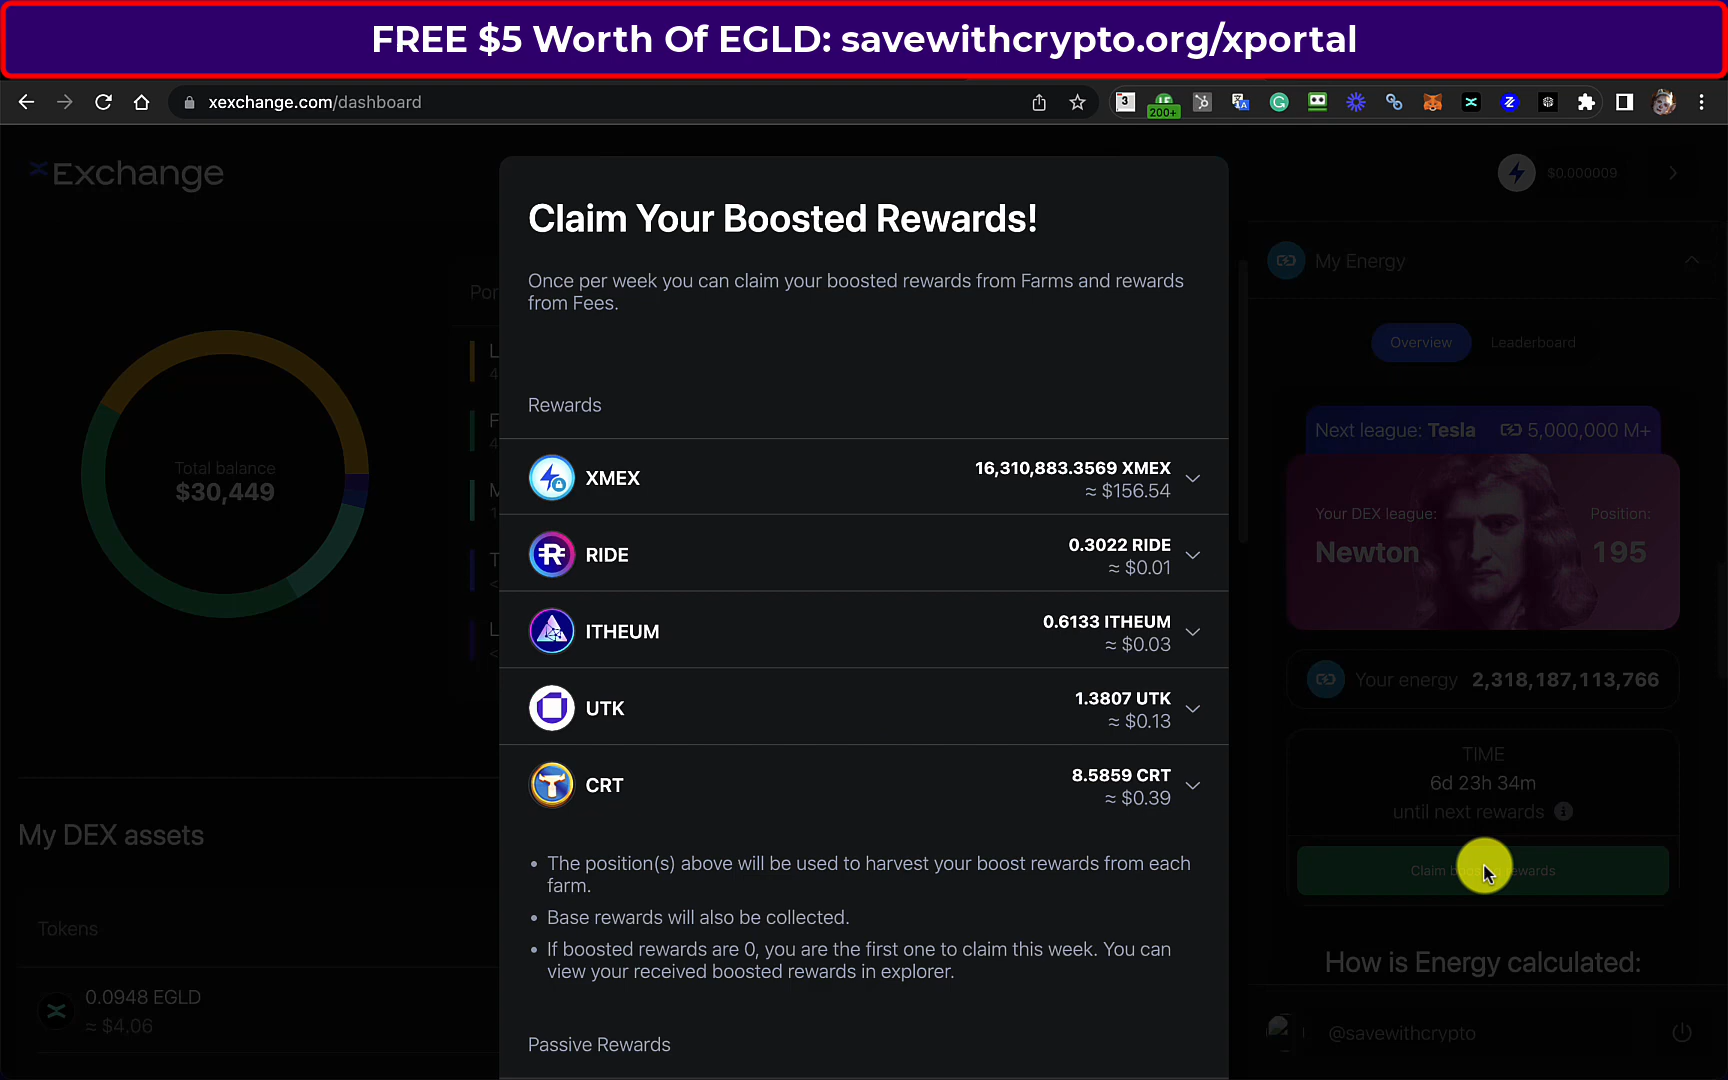 FREE $5 Worth Of EGLD: savewithcrypto.org/xportal
xexchange.com/dashboard
3
200+
Exchange
$0.000009
Claim Your Boosted Rewards!
Once per week you can claim your boosted rewards from Farms and rewards
from Fees.
Rewards
XMEX
16,310,883.3569 XMEX
≈ $156.54
RIDE
0.3022 RIDE
≈ $0.01
ITHEUM
0.6133 ITHEUM
≈ $0.03
UTK
1.3807 UTK
≈ $0.13
CRT
8.5859 CRT
≈ $0.39
• The position(s) above will be used to harvest your boost rewards from each
farm.
• Base rewards will also be collected.
• If boosted rewards are 0, you are the first one to claim this week. You can
view your received boosted rewards in explorer.
Passive Rewards
Total balance
$30,449
My DEX assets
Tokens
0.0948 EGLD
≈ $4.06
My Energy
Overview
Leaderboard
Next league: Tesla
5,000,000 M+
Your DEX league:
Position:
Newton
195
Your energy 2,318,187,113,766
TIME
6d 23h 34m
until next rewards
Claim rewards
How is Energy calculated:
@savewithcrypto